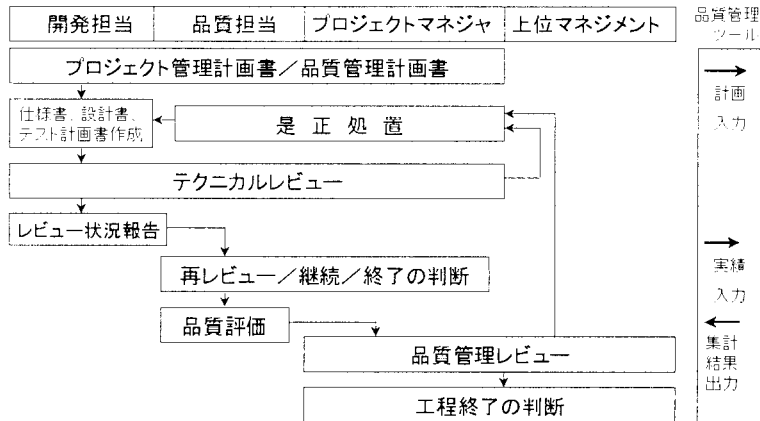 開発担当 品質担当 プロジェクトマネジャ 上位マネジメント
品質管理
ツール
プロジェクト管理計画書／品質管理計画書
計画
入力
仕様書、設計書、
テスト計画書作成
是正処置
テクニカルレビュー
レビュー状況報告
再レビュー／継続／終了の判断
実績
入力
品質評価
品質管理レビュー
集計
結果
出力
工程終了の判断